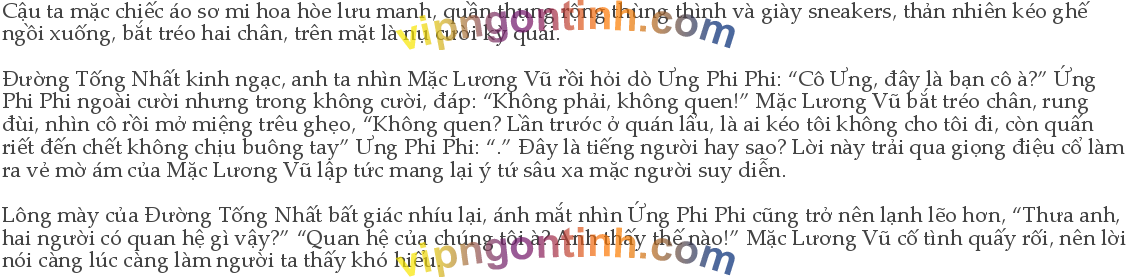 Cậu ta mặc chiếc áo sơ mi hoa hòe lưu manh, quần thụng rộng thùng thình và giày sneakers, thản nhiên kéo ghế
ngồi xuống, bắt tréo hai chân, trên mặt là nụ cười kỳ quái.
vipngontinh.com
Đường Tống Nhất kinh ngạc, anh ta nhìn Mặc Lương Vũ rồi hỏi dò Ưng Phi Phi: “Cô Ưng, đây là bạn cô à?” Ứng
Phi Phi ngoài cười nhưng trong không cười, đáp: “Không phải, không quen!” Mặc Lương Vũ bắt tréo chân, rung
đùi, nhìn cô rồi mở miệng trêu ghẹo, “Không quen? Lần trước ở quán lẩu, là ai kéo tôi không cho tôi đi, còn quấn
riết đến chết không chịu buông tay” Ưng Phi Phi: “.” Đây là tiếng người hay sao? Lời này trải qua giọng điệu cố làm
ra vẻ mờ ám của Mặc Lương Vũ lập tức mang lại ý tứ sâu xa mặc người suy diễn.
Lông mày của Đường Tống Nhất bất giác nhíu lại, ánh mắt nhìn Ứng Phi Phi cũng trở nên lạnh lẽo hơn, “Thưa anh,
hai người có quan hệ gì vậy?” “Quan hệ của chúng tôi à? Anh thấy thế nào!” Mặc Lương Vũ cố tình quấy rối, nên lời
nói càng lúc càng làm người ta thấy khó hiểu.
vipngontinh.com